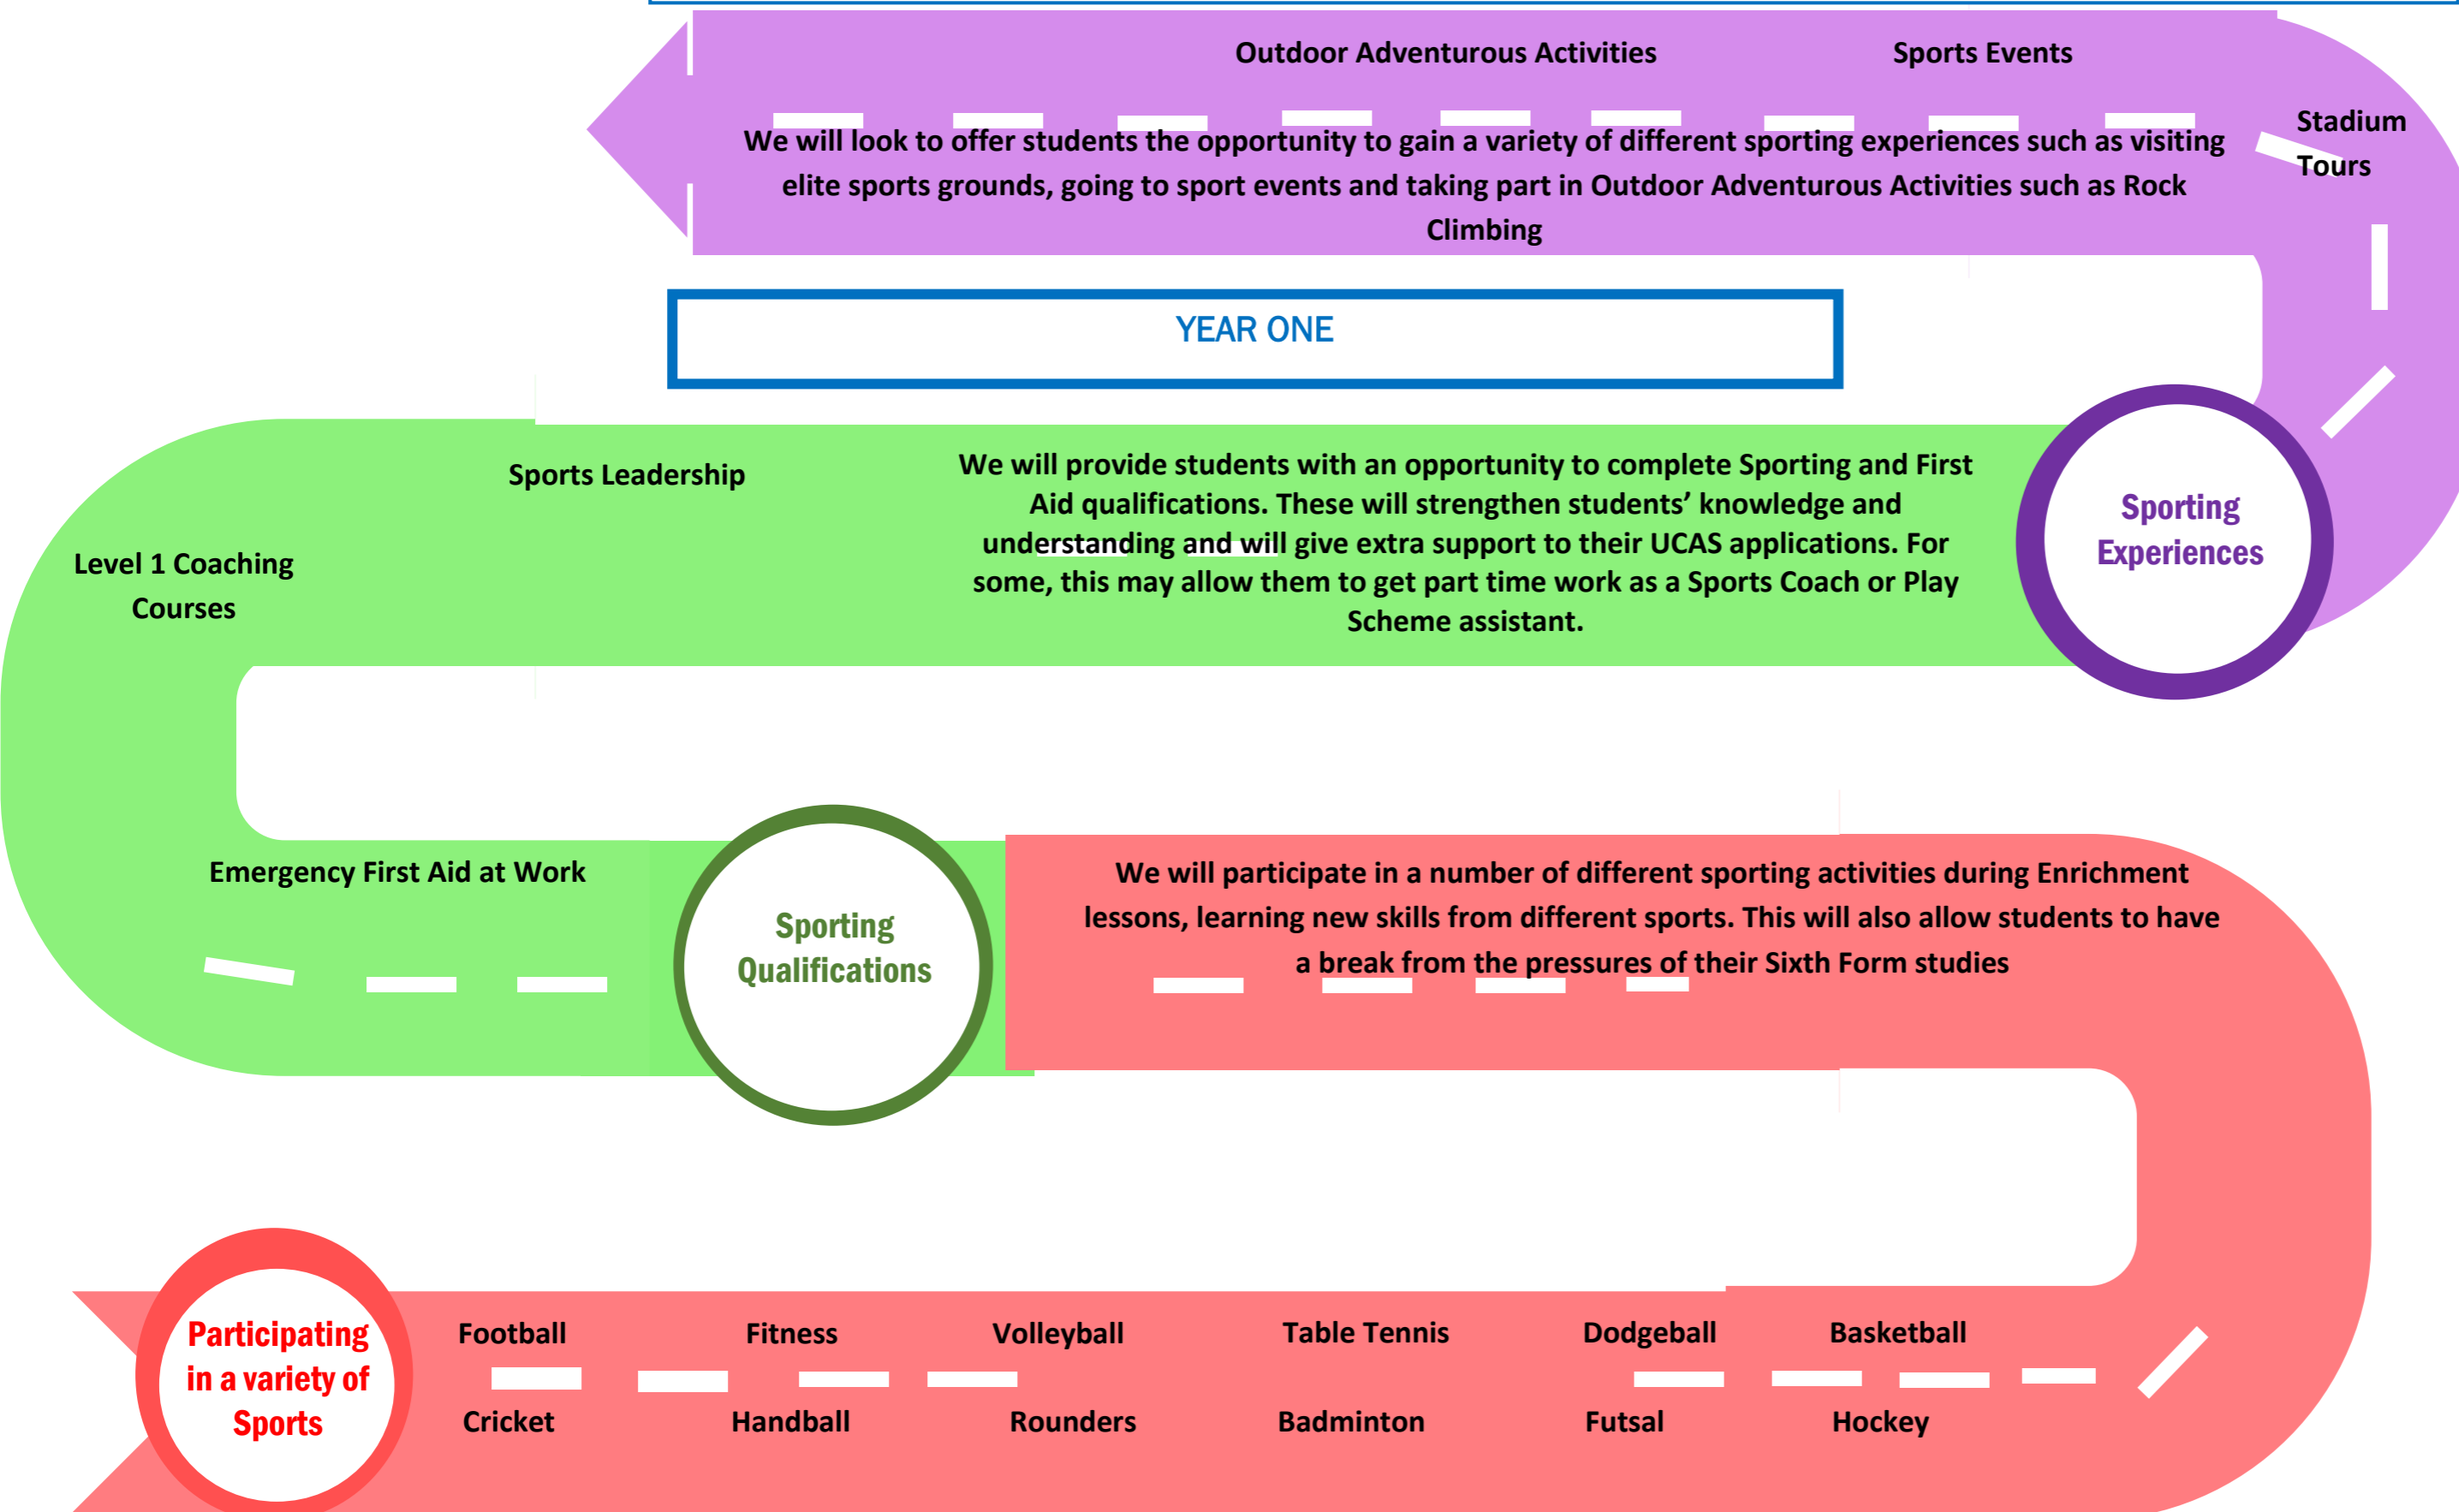 Outdoor Adventurous Activities
Sports Events
Stadium
Tours
We will look to offer students the opportunity to gain a variety of different sporting experiences such as visiting
elite sports grounds, going to sport events and taking part in Outdoor Adventurous Activities such as Rock
Climbing
YEAR ONE
Sports Leadership
We will provide students with an opportunity to complete Sporting and First
Aid qualifications. These will strengthen students’ knowledge and
understanding and will give extra support to their UCAS applications. For
some, this may allow them to get part time work as a Sports Coach or Play
Scheme assistant.
Sporting
Experiences
Level 1 Coaching
Courses
Emergency First Aid at Work
Sporting
Qualifications
We will participate in a number of different sporting activities during Enrichment
lessons, learning new skills from different sports. This will also allow students to have
a break from the pressures of their Sixth Form studies
Participating
in a variety of
Sports
Football Fitness Volleyball Table Tennis Dodgeball Basketball
Cricket Handball Rounders Badminton Futsal Hockey